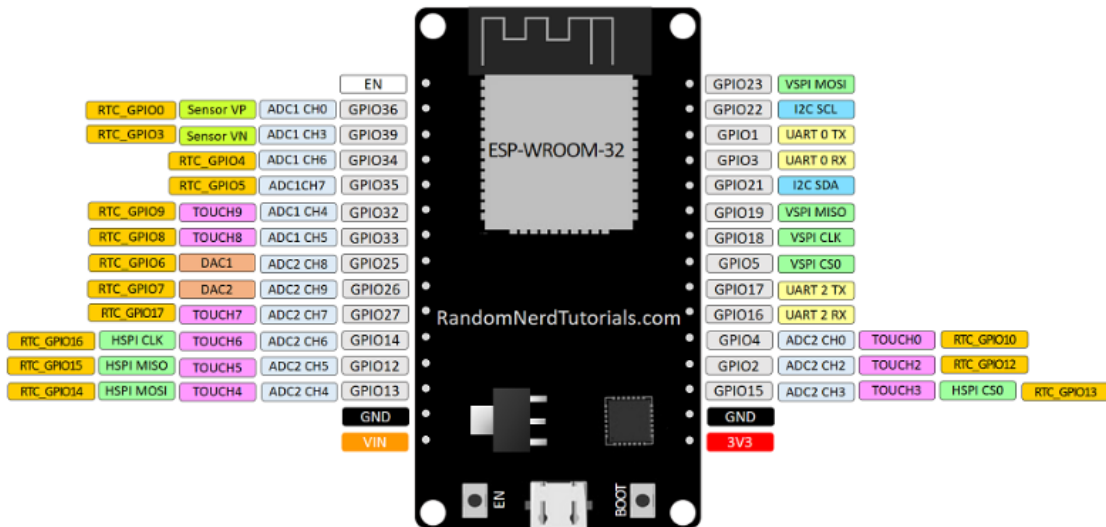 EN GPIO23 VSPI MOSI
RTC_GPIO0 Sensor VP ADC1 CH0 GPIO36 GPIO22 I2C SCL
RTC_GPIO3 Sensor VN ADC1 CH3 GPIO39 GPIO1 UART 0 TX
RTC_GPIO4 ADC1 CH6 GPIO34 GPIO3 UART 0 RX
RTC_GPIO5 ADC1CH7 GPIO35 GPIO21 I2C SDA
RTC_GPIO9 TOUCH9 ADC1 CH4 GPIO32 GPIO19 VSPI MISO
RTC_GPIO8 TOUCH8 ADC1 CH5 GPIO33 GPIO18 VSPI CLK
RTC_GPIO6 DAC1 ADC2 CH8 GPIO25 GPIO5 VSPI CS0
RTC_GPIO7 DAC2 ADC2 CH9 GPIO26 GPIO17 UART 2 TX
RTC_GPIO17 TOUCH7 ADC2 CH7 GPIO27 GPIO16 UART 2 RX
RTC_GPIO16 HSPI CLK TOUCH6 ADC2 CH6 GPIO14 GPIO4 ADC2 CH0 TOUCH0 RTC_GPIO10
RTC_GPIO15 HSPI MISO TOUCH5 ADC2 CH5 GPIO12 GPIO2 ADC2 CH2 TOUCH2 RTC_GPIO12
RTC_GPIO14 HSPI MOSI TOUCH4 ADC2 CH4 GPIO13 GPIO15 ADC2 CH3 TOUCH3 HSPI CS0 RTC_GPIO13
GND GND
VIN 3V3
ESP-WROOM-32
RandomNerdTutorials.com
EN BOOT